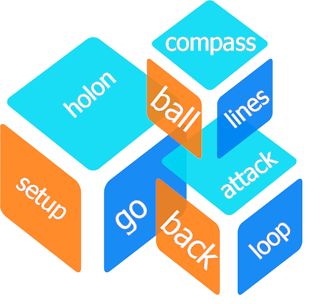 compass
holon
ball
lines
attack
setup
go
back
loop